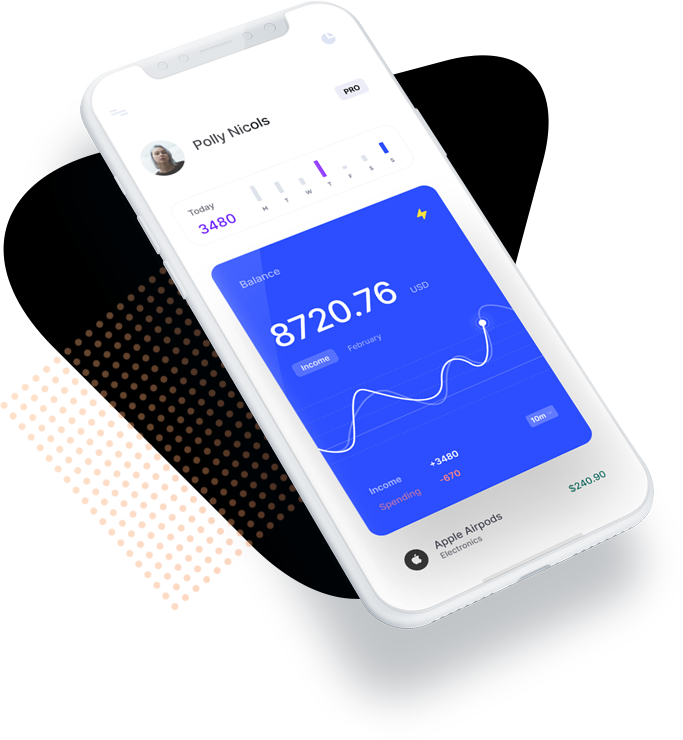 PRO
Polly Nicols
Today
3480
M T W T F S S
Balance
8720.76 USD
Income February
10m
Income +3480
Spending -670
Apple Airpods $240.90
Electronics